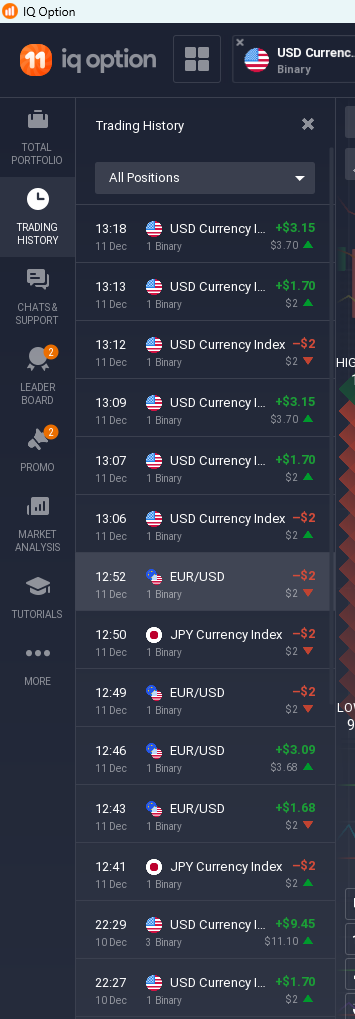 IQ Option
iq option
USD Currenc...
Binary
TOTAL
PORTFOLIO
TRADING
HISTORY
CHATS &
SUPPORT
2
LEADER
BOARD
2
PROMO
MARKET
ANALYSIS
TUTORIALS
MORE
Trading History
All Positions
13:18 USD Currency I... +$3.15
11 Dec 1 Binary $3.70
13:13 USD Currency I... +$1.70
11 Dec 1 Binary $2
13:12 USD Currency Index −$2
11 Dec 1 Binary $2
13:09 USD Currency I... +$3.15
11 Dec 1 Binary $3.70
13:07 USD Currency I... +$1.70
11 Dec 1 Binary $2
13:06 USD Currency Index −$2
11 Dec 1 Binary $2
12:52 EUR/USD −$2
11 Dec 1 Binary $2
12:50 JPY Currency Index −$2
11 Dec 1 Binary $2
12:49 EUR/USD −$2
11 Dec 1 Binary $2
12:46 EUR/USD +$3.09
11 Dec 1 Binary $3.68
12:43 EUR/USD +$1.68
11 Dec 1 Binary $2
12:41 JPY Currency Index −$2
11 Dec 1 Binary $2
22:29 USD Currency I... +$9.45
10 Dec 3 Binary $11.10
22:27 USD Currency I... +$1.70
10 Dec 1 Binary $2
HIG
LO
9